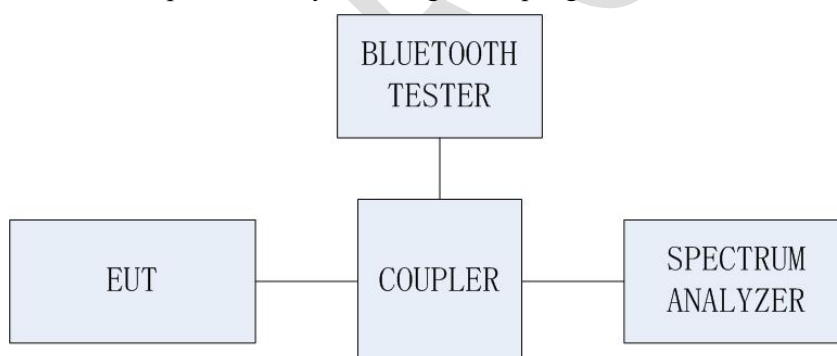 BLUETOOTH
TESTER
EUT
COUPLER
SPECTRUM
ANALYZER